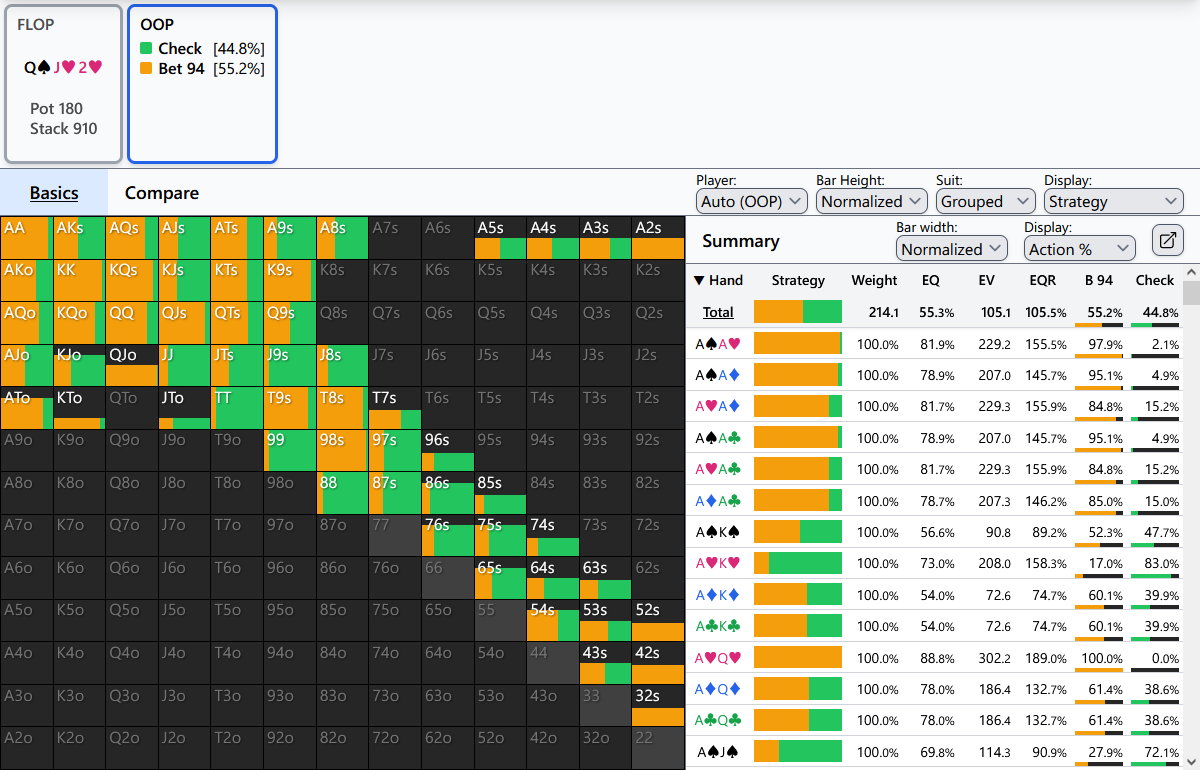 FLOP
Q♠J♥2♥
Pot 180
Stack 910
OOP
Check [44.8%]
Bet 94 [55.2%]
Basics Compare
Player: Bar Height: Suit: Display:
Auto (OOP) Normalized Grouped Strategy
Summary
Bar width: Display:
Normalized Action %
AA AKs AQs AJs ATs A9s A8s A7s A6s A5s A4s A3s A2s
AKo KK KQs KJs KTs K9s K8s K7s K6s K5s K4s K3s K2s
AQo KQo QQ QJs QTs Q9s Q8s Q7s Q6s Q5s Q4s Q3s Q2s
AJo KJo QJo JJ JTs J9s J8s J7s J6s J5s J4s J3s J2s
ATo KTo QTo JTo TT T9s T8s T7s T6s T5s T4s T3s T2s
A9o K9o Q9o J9o T9o 99 98s 97s 96s 95s 94s 93s 92s
A8o K8o Q8o J8o T8o 98o 88 87s 86s 85s 84s 83s 82s
A7o K7o Q7o J7o T7o 97o 87o 77 76s 75s 74s 73s 72s
A6o K6o Q6o J6o T6o 96o 86o 76o 66 65s 64s 63s 62s
A5o K5o Q5o J5o T5o 95o 85o 75o 65o 55 54s 53s 52s
A4o K4o Q4o J4o T4o 94o 84o 74o 64o 54o 44 43s 42s
A3o K3o Q3o J3o T3o 93o 83o 73o 63o 53o 43o 33 32s
A2o K2o Q2o J2o T2o 92o 82o 72o 62o 52o 42o 32o 22
▼ Hand Strategy Weight EQ EV EQR B 94 Check
Total 214.1 55.3% 105.1 105.5% 55.2% 44.8%
A♠A♥ 100.0% 81.9% 229.2 155.5% 97.9% 2.1%
A♠A♦ 100.0% 78.9% 207.0 145.7% 95.1% 4.9%
A♥A♦ 100.0% 81.7% 229.3 155.9% 84.8% 15.2%
A♠A♣ 100.0% 78.9% 207.0 145.7% 95.1% 4.9%
A♥A♣ 100.0% 81.7% 229.3 155.9% 84.8% 15.2%
A♦A♣ 100.0% 78.7% 207.3 146.2% 85.0% 15.0%
A♠K♠ 100.0% 56.6% 90.8 89.2% 52.3% 47.7%
A♥K♥ 100.0% 73.0% 208.0 158.3% 17.0% 83.0%
A♦K♦ 100.0% 54.0% 72.6 74.7% 60.1% 39.9%
A♣K♣ 100.0% 54.0% 72.6 74.7% 60.1% 39.9%
A♥Q♥ 100.0% 88.8% 302.2 189.0% 100.0% 0.0%
A♦Q♦ 100.0% 78.0% 186.4 132.7% 61.4% 38.6%
A♣Q♣ 100.0% 78.0% 186.4 132.7% 61.4% 38.6%
A♠J♠ 100.0% 69.8% 114.3 90.9% 27.9% 72.1%